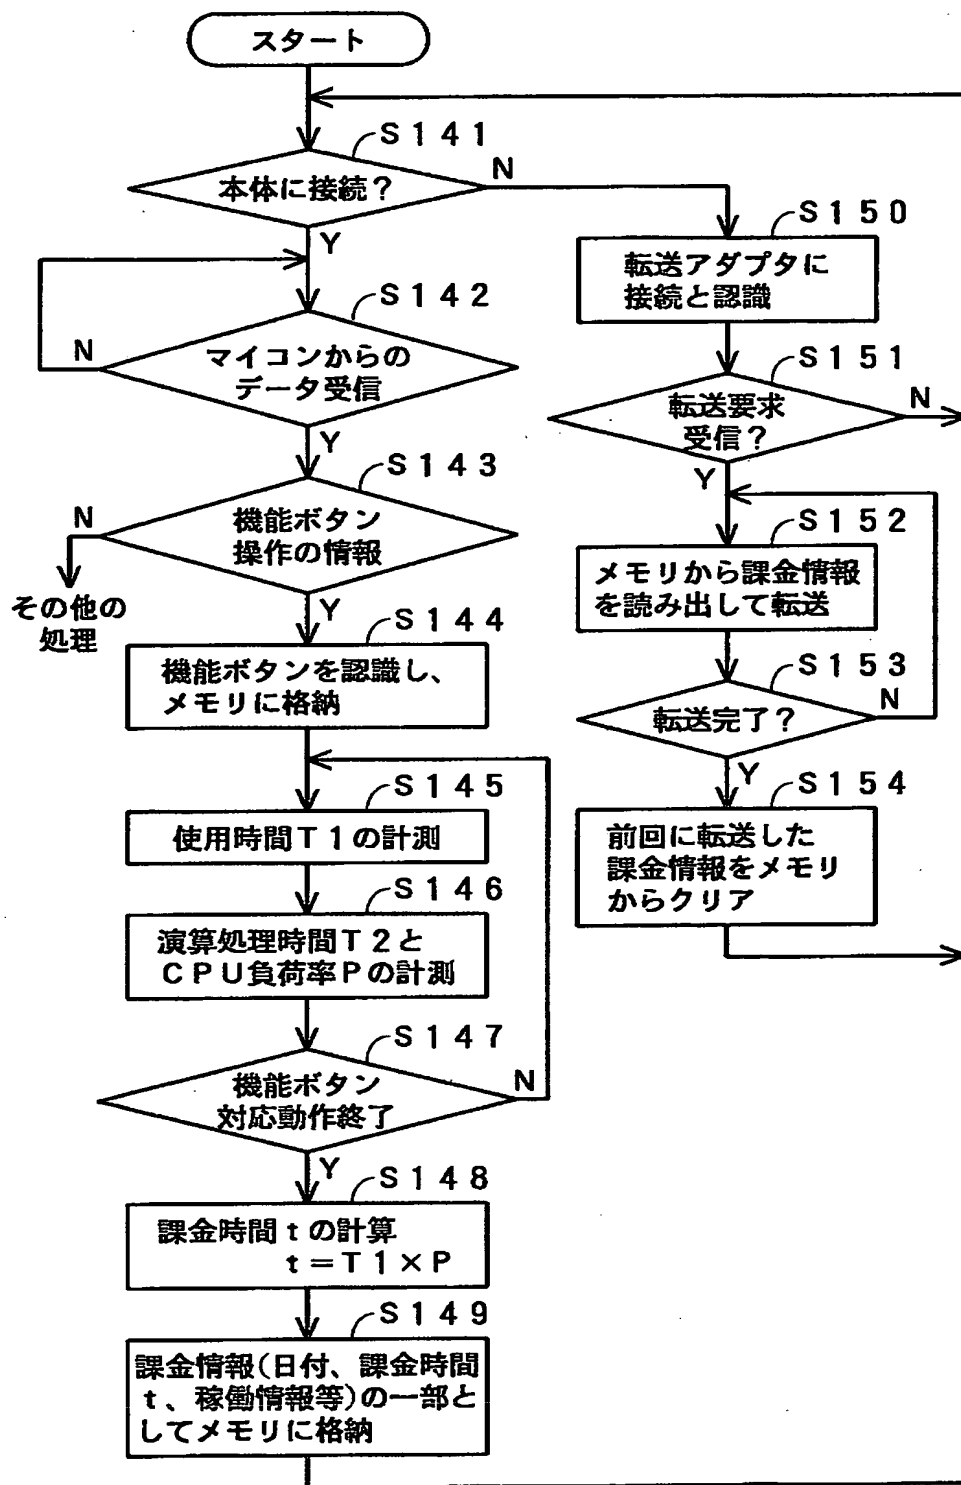 スタート
S141
本体に接続?
N
Y
S142
マイコンからの
データ受信
N
Y
S143
機能ボタン
操作の情報
N
その他の
処理
Y
S144
機能ボタンを認識し、
メモリに格納
S145
使用時間T1の計測
S146
演算処理時間T2と
CPU負荷率Pの計測
S147
機能ボタン
対応動作終了
N
Y
S148
課金時間tの計算
t=T1×P
S149
課金情報(日付、課金時間
t、稼働情報等)の一部と
してメモリに格納
S150
転送アダプタに
接続と認識
S151
転送要求
受信?
N
Y
S152
メモリから課金情報
を読み出して転送
S153
転送完了?
N
Y
S154
前回に転送した
課金情報をメモリ
からクリア